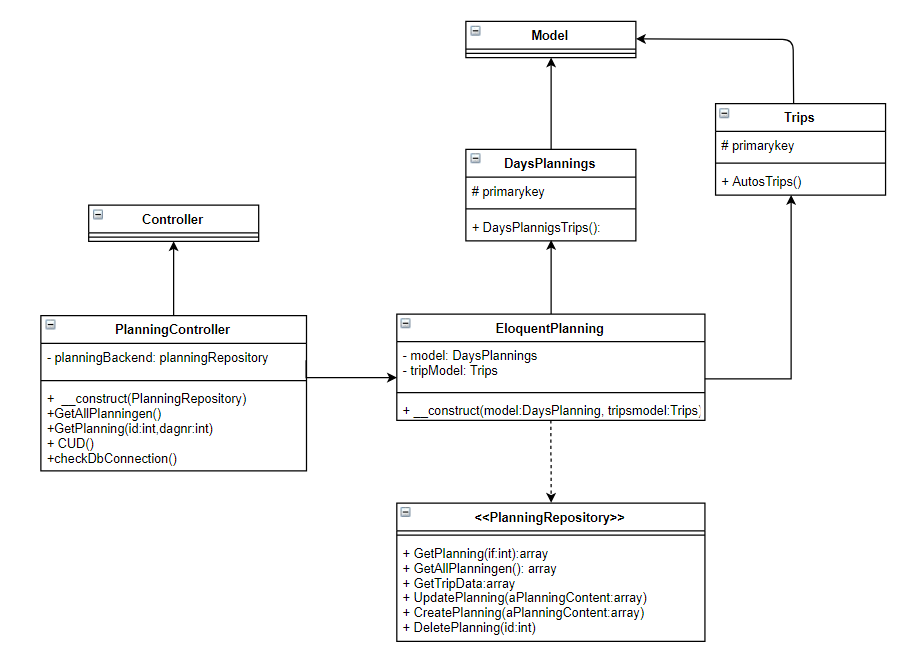 Model
Trips
# primarykey
+ AutosTrips()
DaysPlannings
# primarykey
+ DaysPlannigsTrips():
Controller
PlanningController
- planningBackend: planningRepository
+ __construct(PlanningRepository)
+GetAllPlanningen()
+GetPlanning(id:int,dagnr:int)
+ CUD()
+checkDbConnection()
EloquentPlanning
- model: DaysPlannings
- tripModel: Trips
+ __construct(model:DaysPlanning, tripsmodel:Trips)
<<PlanningRepository>>
+ GetPlanning(if:int):array
+ GetAllPlanningen(): array
+ GetTripData:array
+ UpdatePlanning(aPlanningContent:array)
+ CreatePlanning(aPlanningContent:array)
+ DeletePlanning(id:int)